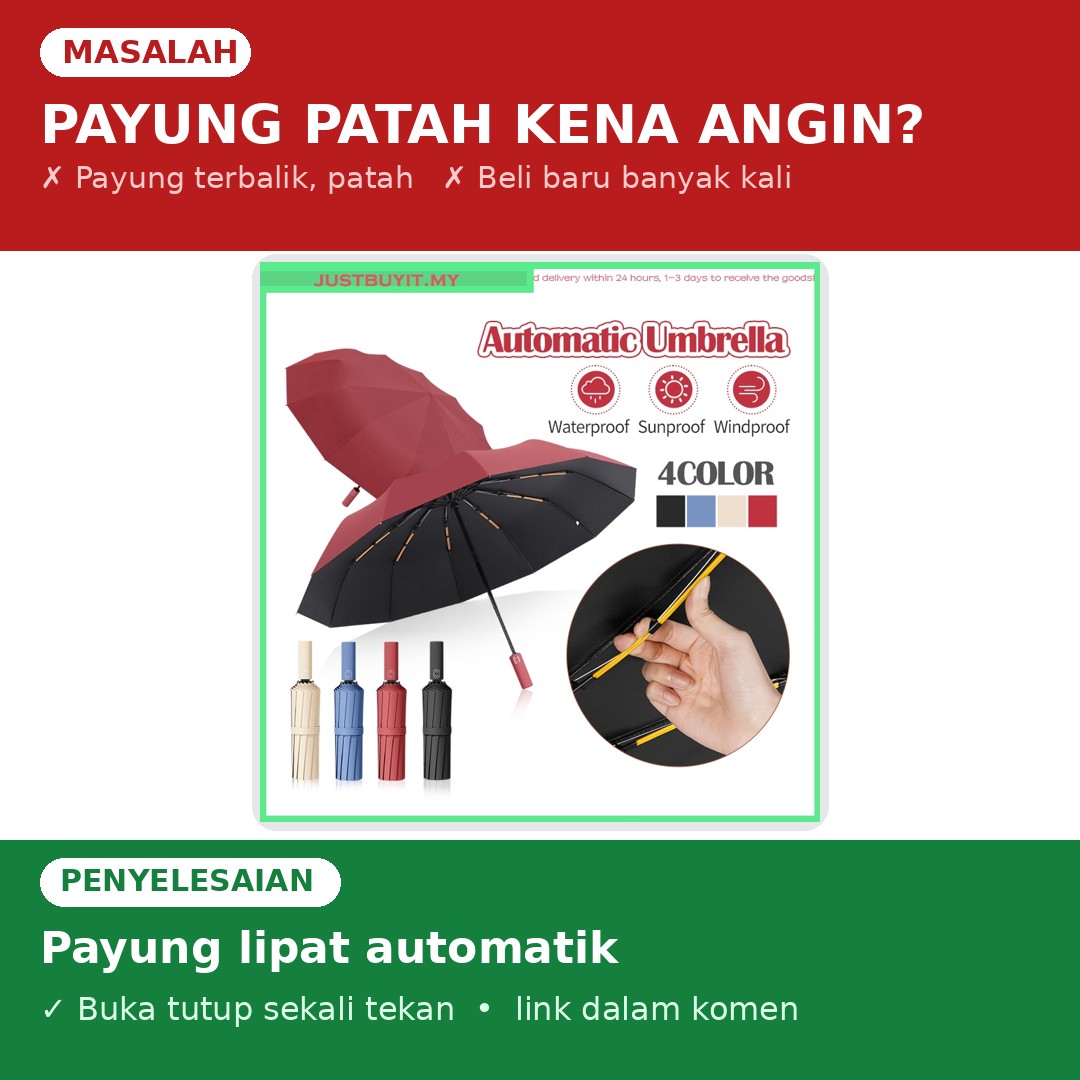 MASALAH
PAYUNG PATAH KENA ANGIN?
✗ Payung terbalik, patah ✗ Beli baru banyak kali
JUSTBUYIT.MY
d delivery within 24 hours, 1-3 days to receive the goods!
Automatic Umbrella
Waterproof Sunproof Windproof
4COLOR
PENYELESAIAN
Payung lipat automatik
✓ Buka tutup sekali tekan • link dalam komen